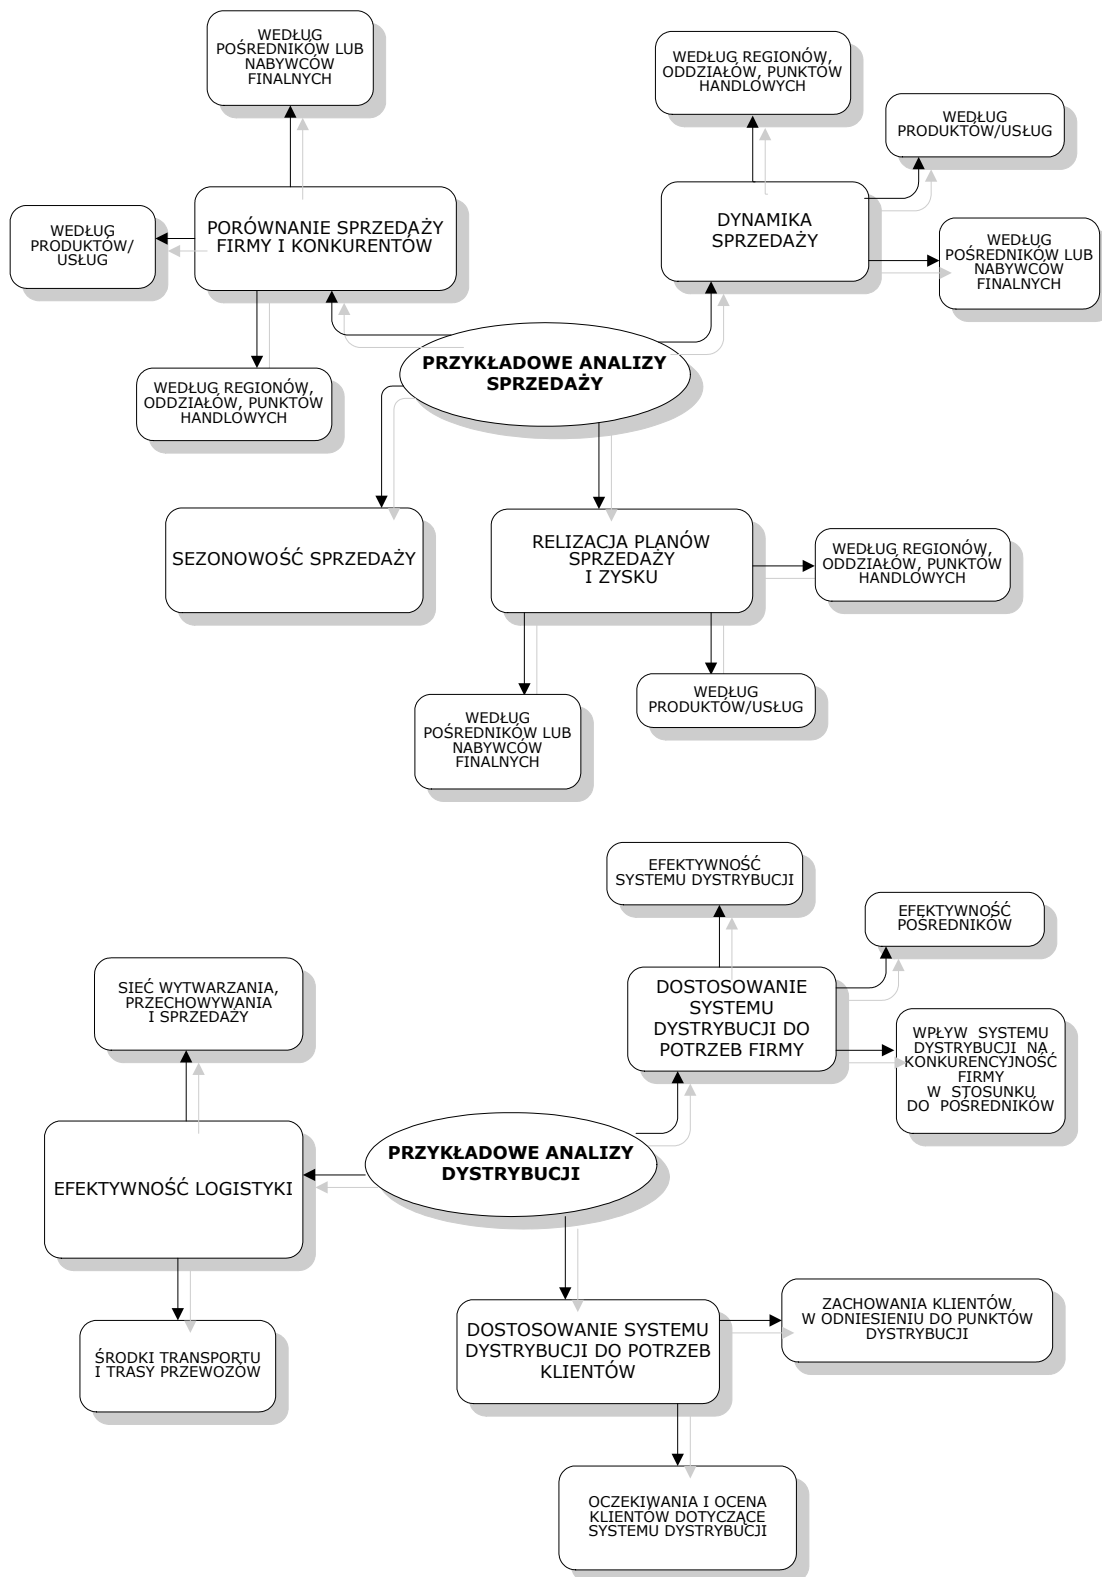 WEDŁUG
POŚREDNIKÓW LUB
NABYWCÓW
FINALNYCH
WEDŁUG REGIONÓW,
ODDZIAŁÓW, PUNKTÓW
HANDLOWYCH
WEDŁUG
PRODUKTÓW/USŁUG
WEDŁUG
PRODUKTÓW/
USŁUG
PORÓWNANIE SPRZEDAŻY
FIRMY I KONKURENTÓW
DYNAMIKA
SPRZEDAŻY
WEDŁUG
POŚREDNIKÓW LUB
NABYWCÓW
FINALNYCH
PRZYKŁADOWE ANALIZY
SPRZEDAŻY
WEDŁUG REGIONÓW,
ODDZIAŁÓW, PUNKTÓW
HANDLOWYCH
SEZONOWOŚĆ SPRZEDAŻY
RELIZACJA PLANÓW
SPRZEDAŻY
I ZYSKU
WEDŁUG REGIONÓW,
ODDZIAŁÓW, PUNKTÓW
HANDLOWYCH
WEDŁUG
POŚREDNIKÓW LUB
NABYWCÓW
FINALNYCH
WEDŁUG
PRODUKTÓW/USŁUG
EFEKTYWNOŚĆ
SYSTEMU DYSTRYBUCJI
EFEKTYWNOŚĆ
POŚREDNIKÓW
SIEĆ WYTWARZANIA,
PRZECHOWYWANIA
I SPRZEDAŻY
DOSTOSOWANIE
SYSTEMU
DYSTRYBUCJI DO
POTRZEB FIRMY
WPŁYW SYSTEMU
DYSTRYBUCJI NA
KONKURENCYJNOŚĆ
FIRMY
W STOSUNKU
DO POŚREDNIKÓW
PRZYKŁADOWE ANALIZY
DYSTRYBUCJI
EFEKTYWNOŚĆ LOGISTYKI
ŚRODKI TRANSPORTU
I TRASY PRZEWOZÓW
DOSTOSOWANIE SYSTEMU
DYSTRYBUCJI DO POTRZEB
KLIENTÓW
ZACHOWANIA KLIENTÓW
W ODNIESIENIU DO PUNKTÓW
DYSTRYBUCJI
OCZEKIWANIA I OCENA
KLIENTÓW DOTYCZĄCE
SYSTEMU DYSTRYBUCJI